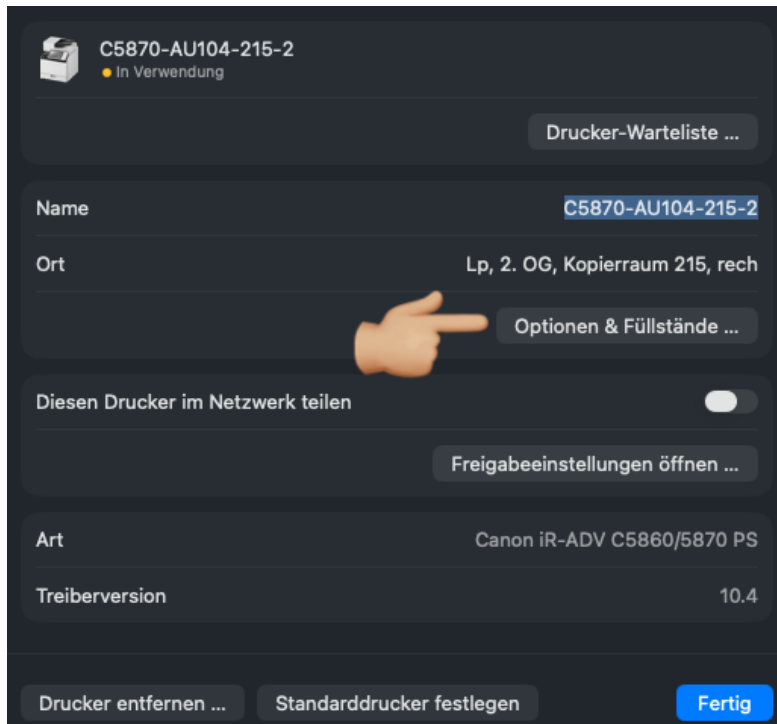 C5870-AU104-215-2
In Verwendung
Drucker-Warteliste ...
Name C5870-AU104-215-2
Ort Lp, 2. OG, Kopierraum 215, rech
Optionen & Füllstände ...
Diesen Drucker im Netzwerk teilen
Freigabeeinstellungen öffnen ...
Art Canon iR-ADV C5860/5870 PS
Treiberversion 10.4
Drucker entfernen ... Standarddrucker festlegen Fertig